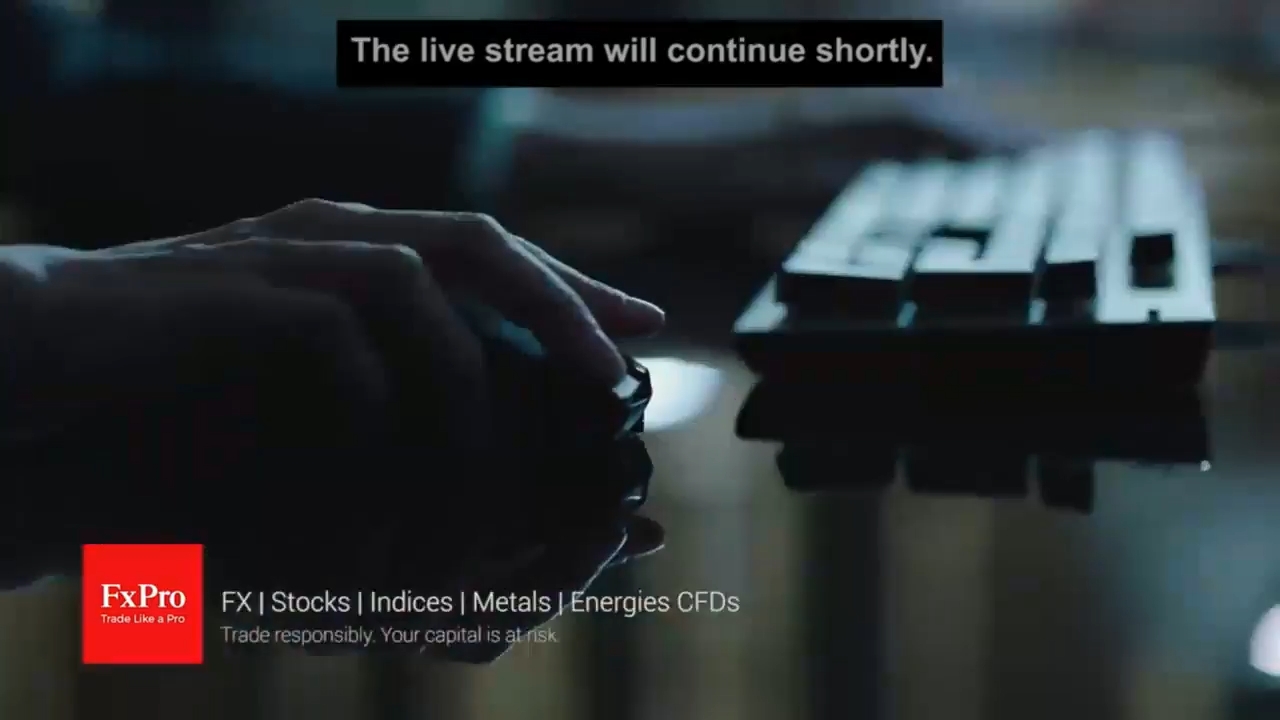 The live stream will continue shortly.
FxPro
Trade Like a Pro
FX | Stocks | Indices | Metals | Energies CFDs
Trade responsibly. Your capital is at risk.